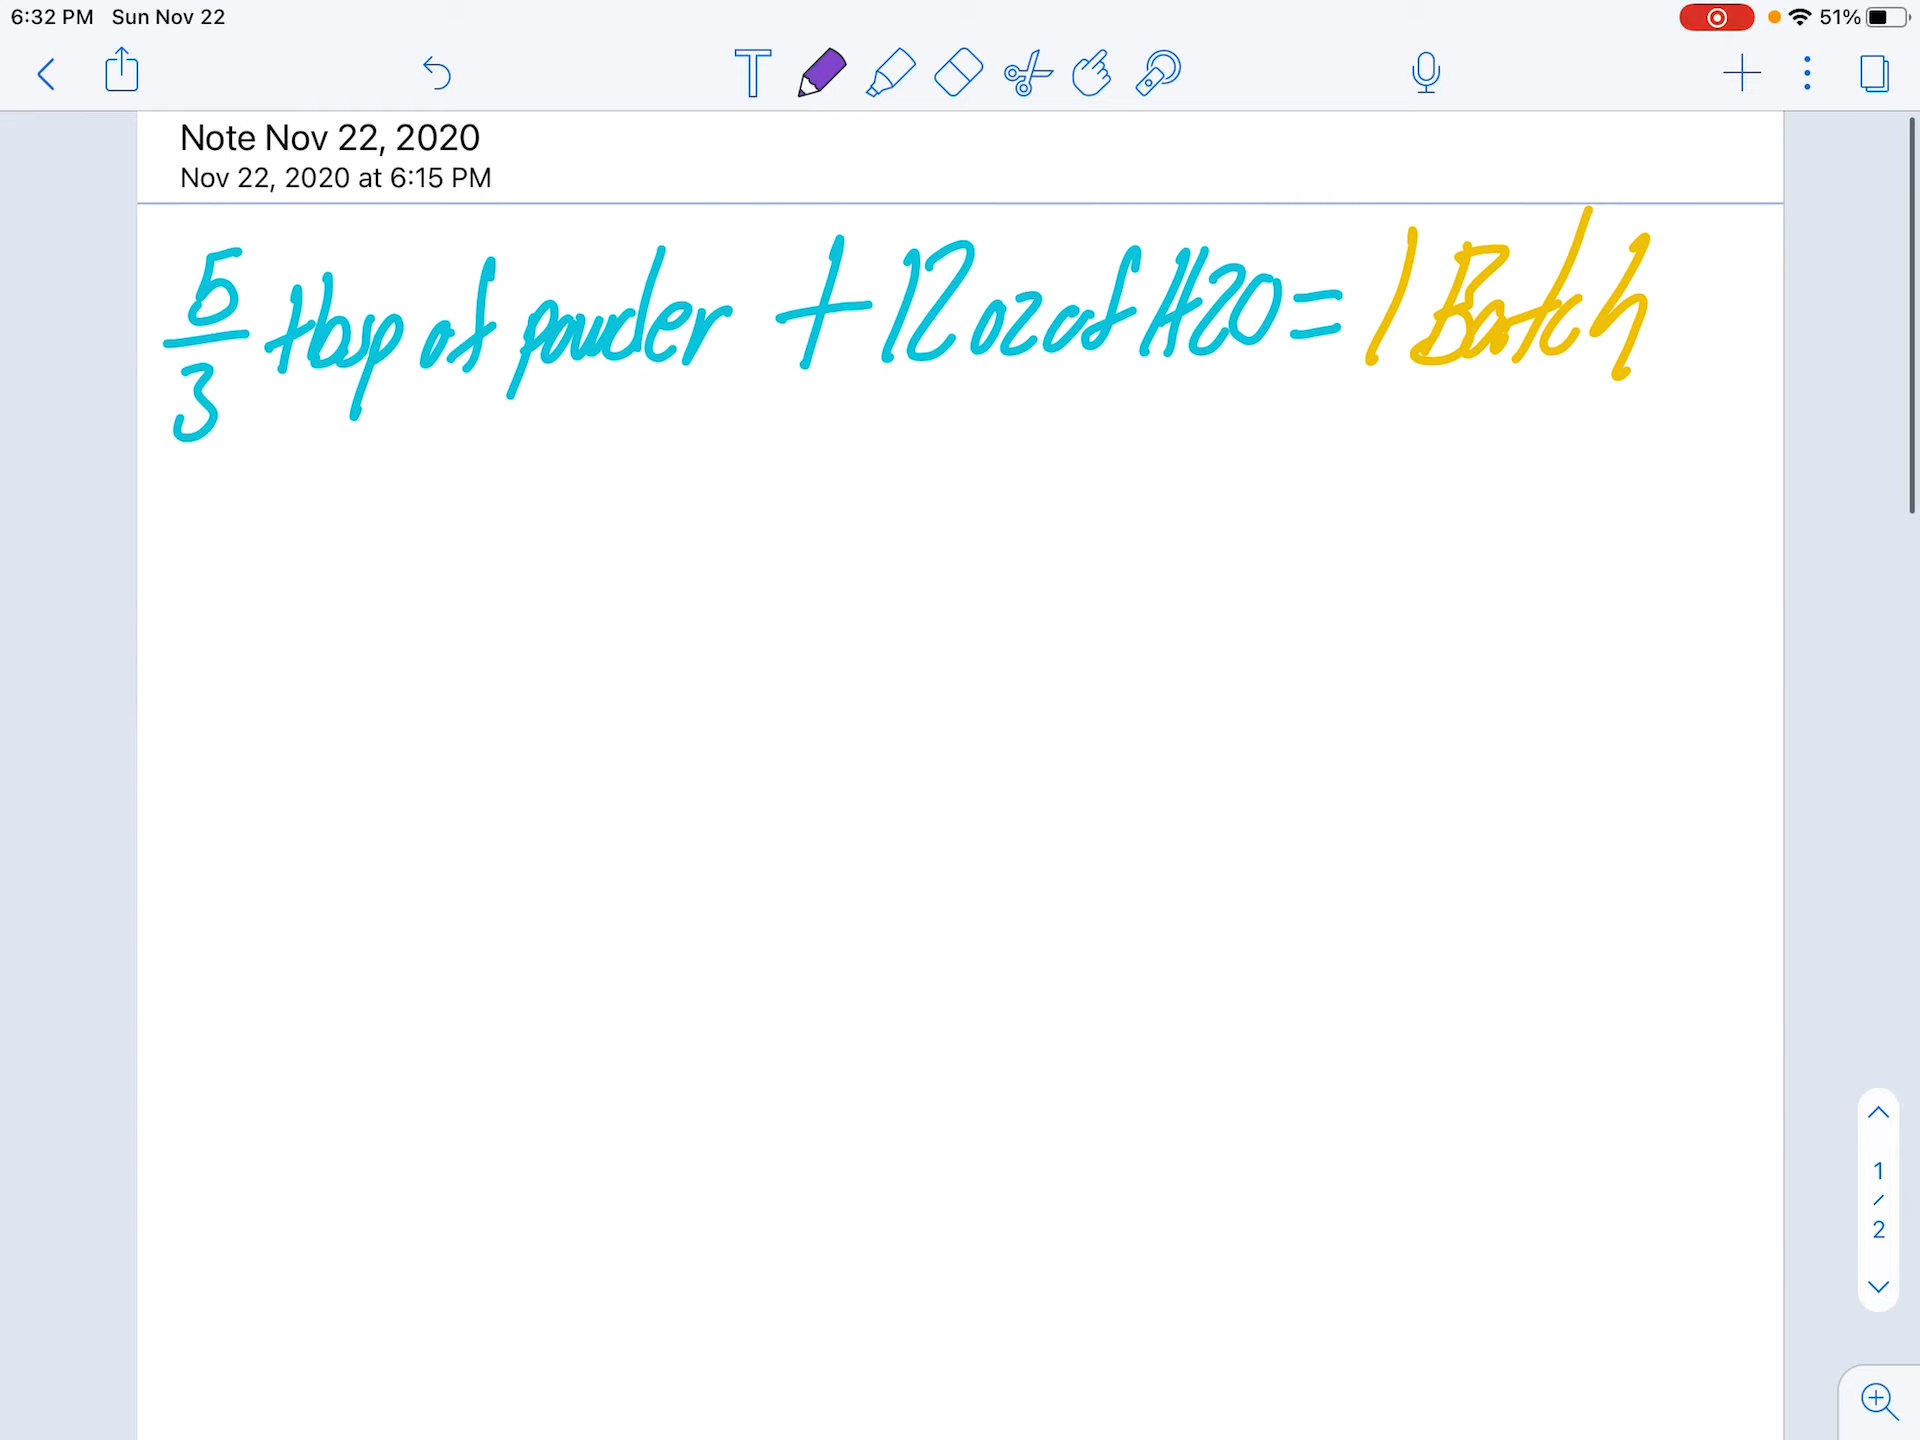 6:32 PM Sun Nov 22 51%
Note Nov 22, 2020
Nov 22, 2020 at 6:15 PM
5/3 tbsp of powder + 12 oz of H20 = 1 Batch
1
/
2